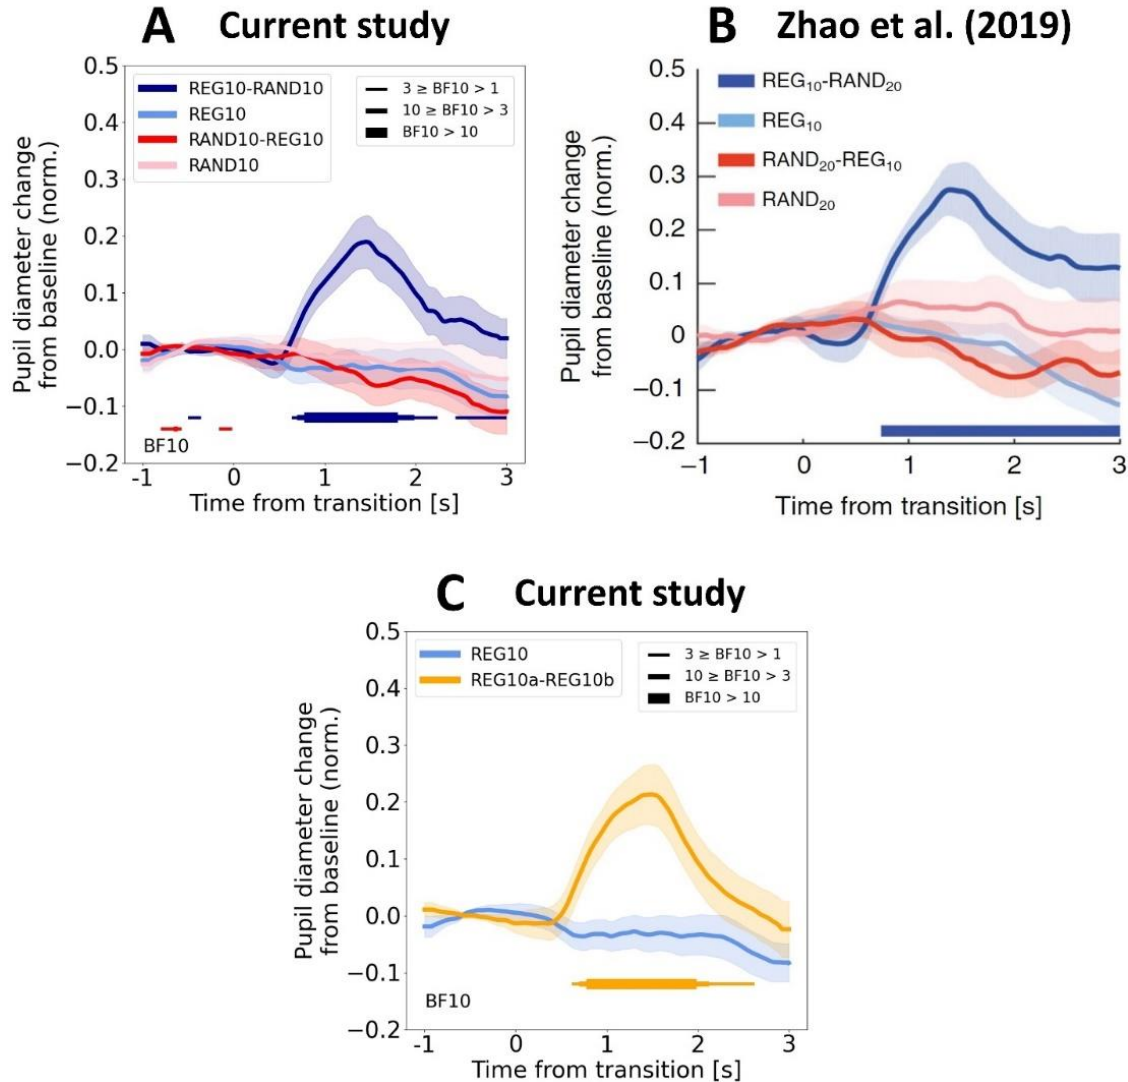 A Current study
0.5
0.4
0.3
0.2
0.1
0.0
−0.1
−0.2
Pupil diameter change
from baseline (norm.)
REG10-RAND10
REG10
RAND10-REG10
RAND10
3 ≥ BF10 > 1
10 ≥ BF10 > 3
BF10 > 10
BF10
-1 0 1 2 3
Time from transition [s]
B Zhao et al. (2019)
0.5
0.4
0.3
0.2
0.1
0
−0.1
−0.2
Pupil diameter change
from baseline (norm.)
REG₁₀-RAND₂₀
REG₁₀
RAND₂₀-REG₁₀
RAND₂₀
−1 0 1 2 3
Time from transition [s]
C Current study
0.5
0.4
0.3
0.2
0.1
0.0
−0.1
−0.2
Pupil diameter change
from baseline (norm.)
REG10
REG10a-REG10b
3 ≥ BF10 > 1
10 ≥ BF10 > 3
BF10 > 10
BF10
-1 0 1 2 3
Time from transition [s]